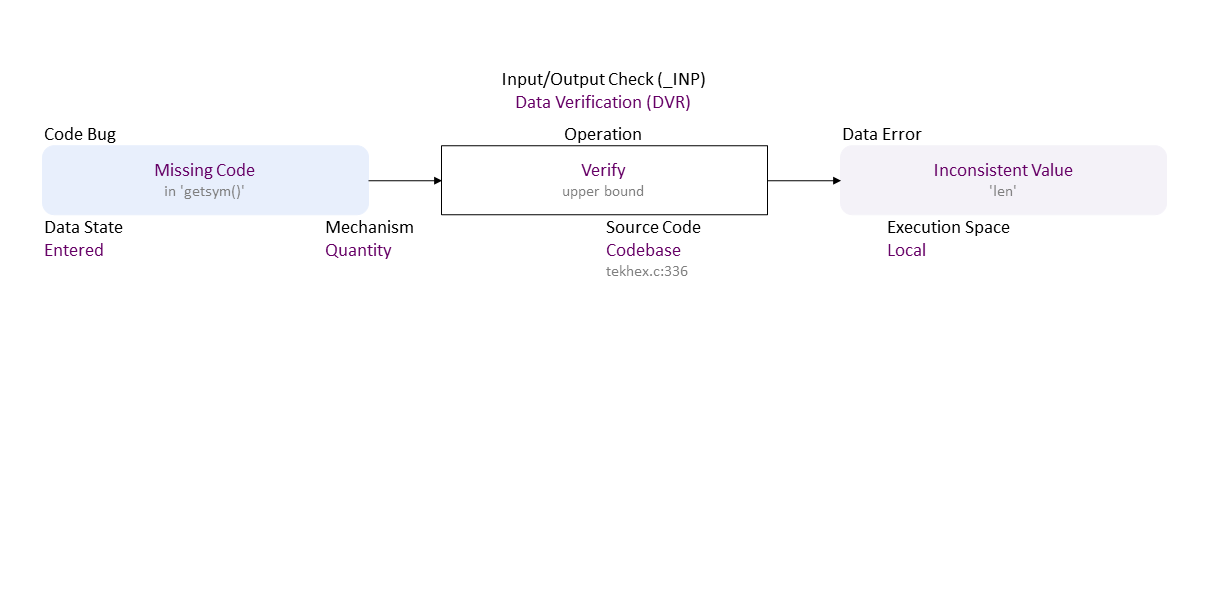 Input/Output Check (_INP)
Data Verification (DVR)
Code Bug
Operation
Data Error
Missing Code
in 'getsym()'
Verify
upper bound
Inconsistent Value
'len'
Data State
Entered
Mechanism
Quantity
Source Code
Codebase
tekhex.c:336
Execution Space
Local